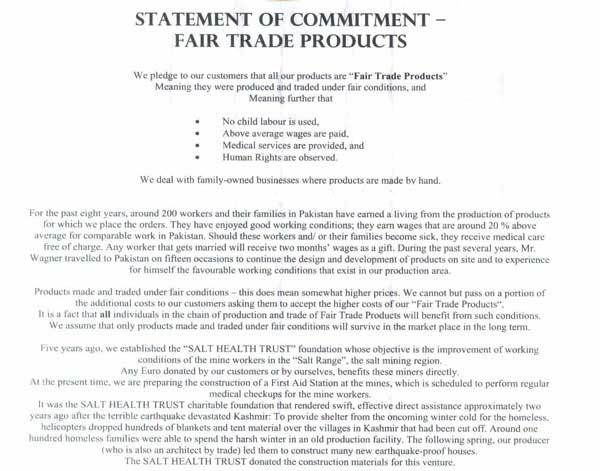 STATEMENT OF COMMITMENT –
FAIR TRADE PRODUCTS
We pledge to our customers that all our products are “Fair Trade Products”
Meaning they were produced and traded under fair conditions, and
Meaning further that
• No child labour is used,
• Above average wages are paid,
• Medical services are provided, and
• Human Rights are observed.
We deal with family-owned businesses where products are made by hand.
For the past eight years, around 200 workers and their families in Pakistan have earned a living from the production of products
for which we place the orders. They have enjoyed good working conditions; they earn wages that are around 20 % above
average for comparable work in Pakistan. Should these workers and/ or their families become sick, they receive medical care
free of charge. Any worker that gets married will receive two months’ wages as a gift. During the past several years, Mr.
Wagner travelled to Pakistan on fifteen occasions to continue the design and development of products on site and to experience
for himself the favourable working conditions that exist in our production area.
Products made and traded under fair conditions – this does mean somewhat higher prices. We cannot but pass on a portion of
the additional costs to our customers asking them to accept the higher costs of our “Fair Trade Products“.
It is a fact that all individuals in the chain of production and trade of Fair Trade Products will benefit from such conditions.
We assume that only products made and traded under fair conditions will survive in the market place in the long term.
Five years ago, we established the “SALT HEALTH TRUST” foundation whose objective is the improvement of working
conditions of the mine workers in the “Salt Range”, the salt mining region.
Any Euro donated by our customers or by ourselves, benefits these miners directly.
At the present time, we are preparing the construction of a First Aid Station at the mines, which is scheduled to perform regular
medical checkups for the mine workers.
It was the SALT HEALTH TRUST charitable foundation that rendered swift, effective direct assistance approximately two
years ago after the terrible earthquake devastated Kashmir: To provide shelter from the oncoming winter cold for the homeless,
helicopters dropped hundreds of blankets and tent material over the villages in Kashmir that had been cut off. Around one
hundred homeless families were able to spend the harsh winter in an old production facility. The following spring, our producer
(who is also an architect by trade) led them to construct many new earthquake-proof houses.
The SALT HEALTH TRUST donated the construction materials for this venture.